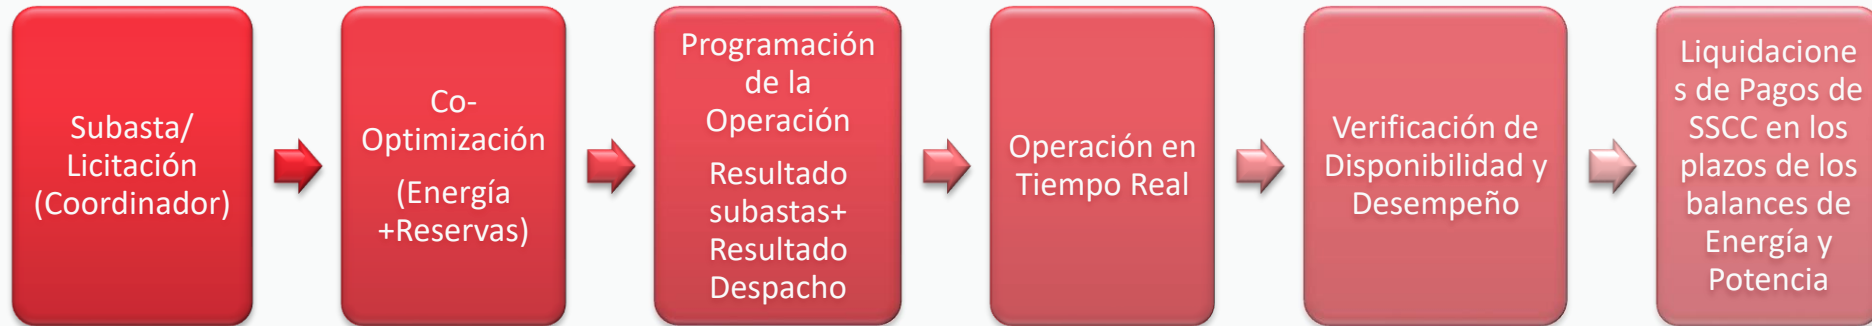 Subasta/
Licitación
(Coordinador)
Co-
Optimización
(Energía
+Reservas)
Programación
de la
Operación
Resultado
subastas+
Resultado
Despacho
Operación en
Tiempo Real
Verificación de
Disponibilidad y
Desempeño
Liquidacione
s de Pagos de
SSCC en los
plazos de los
balances de
Energía y
Potencia